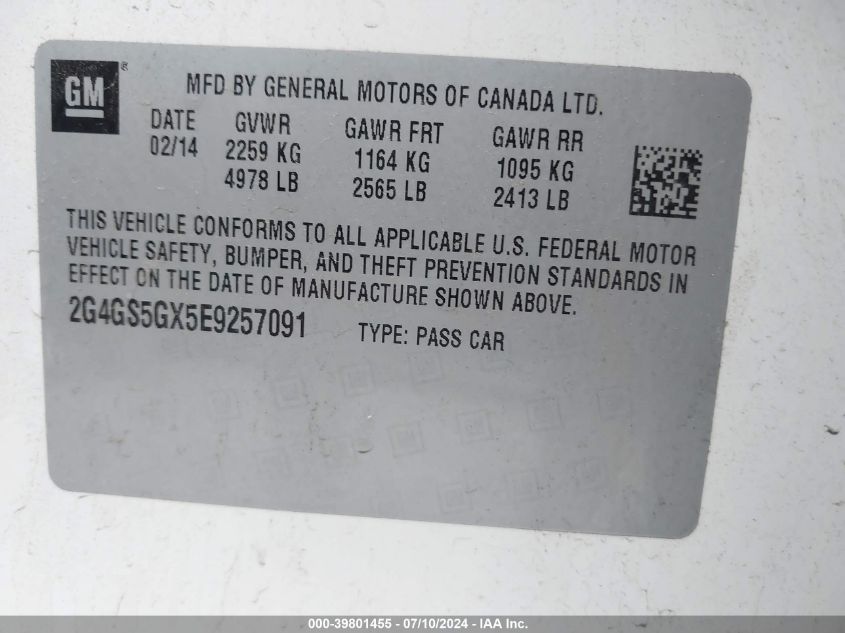 GM®
MFD BY GENERAL MOTORS OF CANADA LTD.
DATE GVWR GAWR FRT GAWR RR
02/14 2259 KG 1164 KG 1095 KG
4978 LB 2565 LB 2413 LB
THIS VEHICLE CONFORMS TO ALL APPLICABLE U.S. FEDERAL MOTOR
VEHICLE SAFETY, BUMPER, AND THEFT PREVENTION STANDARDS IN
EFFECT ON THE DATE OF MANUFACTURE SHOWN ABOVE.
2G4GS5GX5E9257091 TYPE: PASS CAR
000-39801455 - 07/10/2024 - IAA Inc.